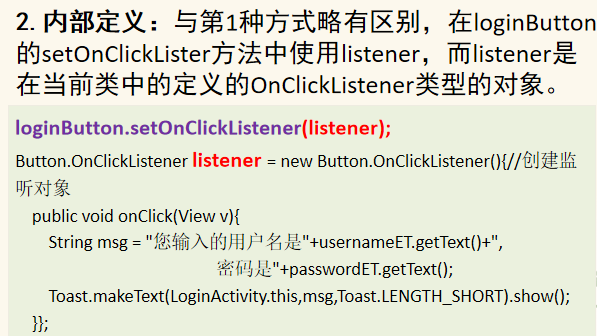 2. 内部定义：与第1种方式略有区别，在loginButton
的setOnClickLister方法中使用listener，而listener是
在当前类中的定义的OnClickListener类型的对象。
loginButton.setOnClickListener(listener);
Button.OnClickListener listener = new Button.OnClickListener(){//创建监
听对象
public void onClick(View v){
String msg = "您输入的用户名是"+usernameET.getText()+",
密码是"+passwordET.getText();
Toast.makeText(LoginActivity.this,msg,Toast.LENGTH_SHORT).show();
}};